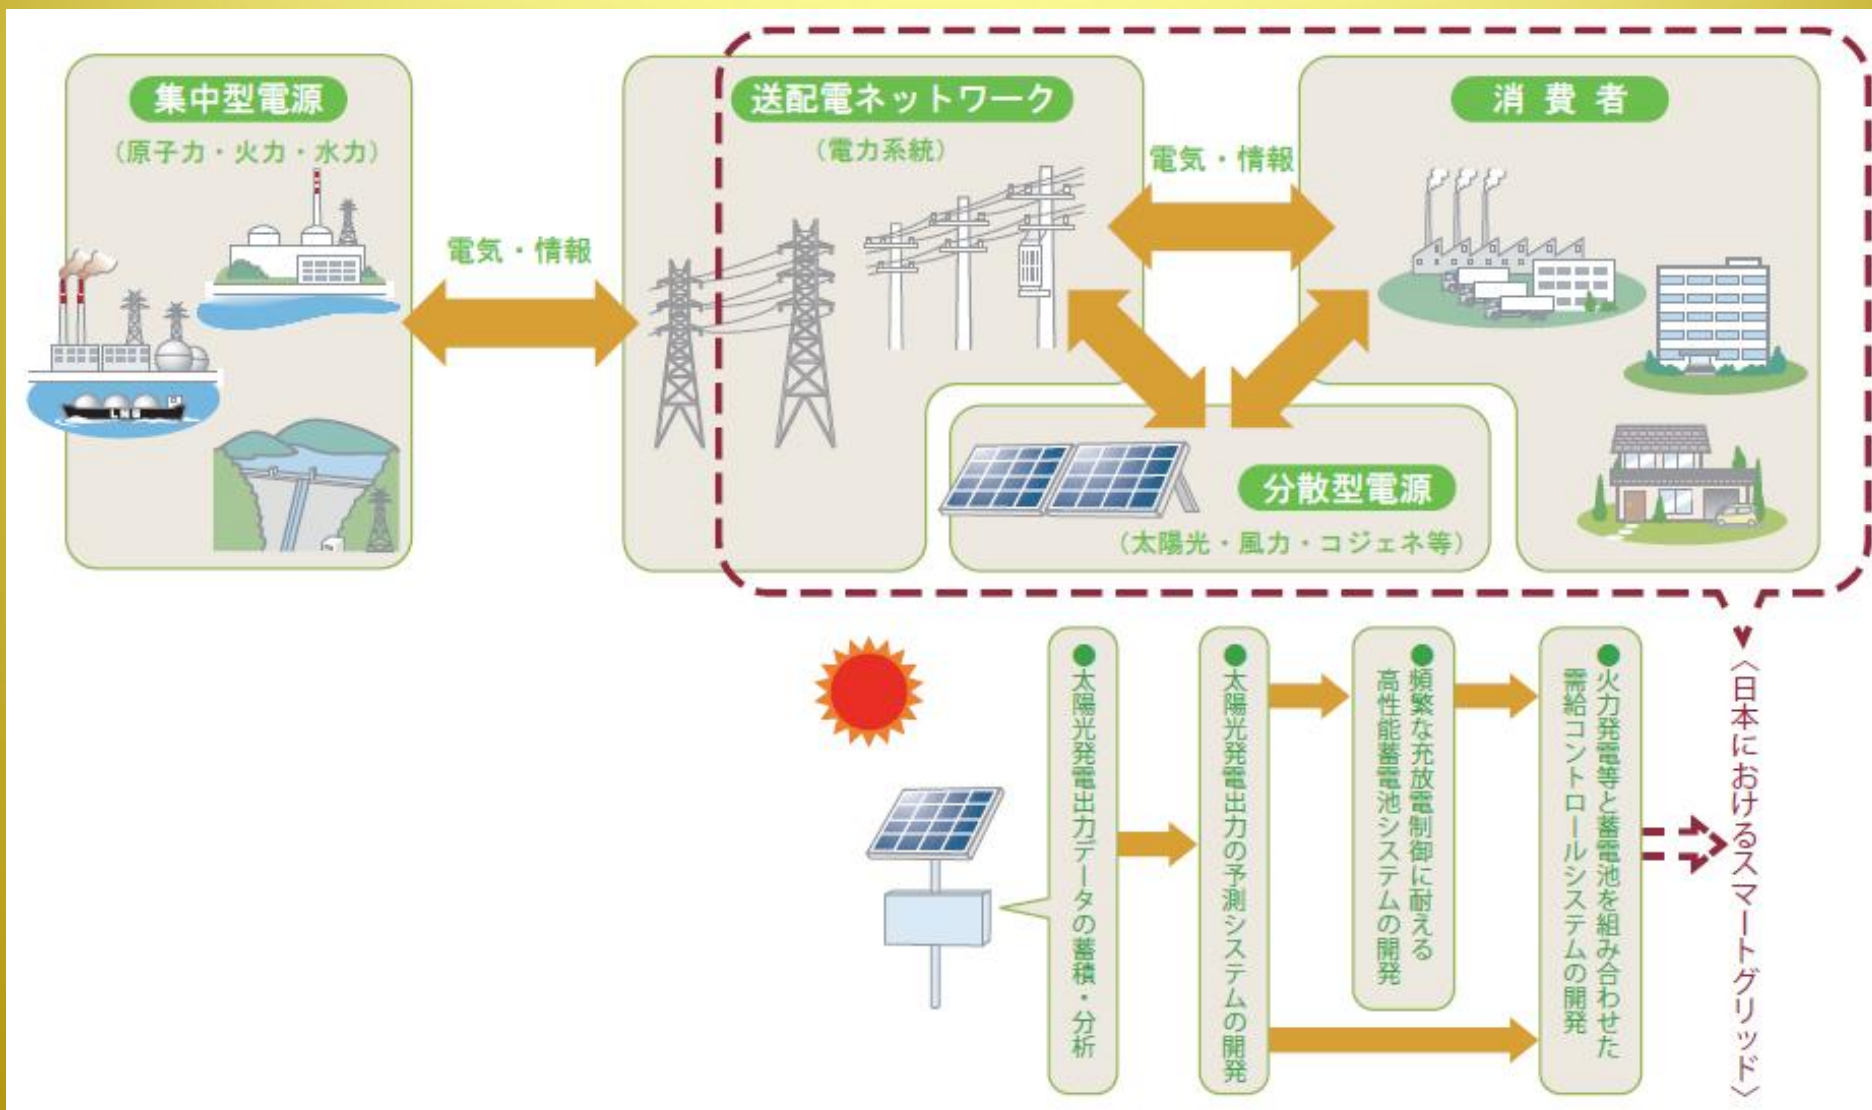 集中型電源
(原子力・火力・水力)
電気・情報
送配電ネットワーク
(電力系統)
電気・情報
消費者
LNG
分散型電源
(太陽光・風力・コジェネ等)
●太陽光発電出力データの蓄積・分析
●太陽光発電出力の予測システムの開発
●頻繁な充放電制御に耐える
高性能蓄電池システムの開発
●火力発電等と蓄電池を組み合わせた
需給コントロールシステムの開発
〈日本におけるスマートグリッド〉